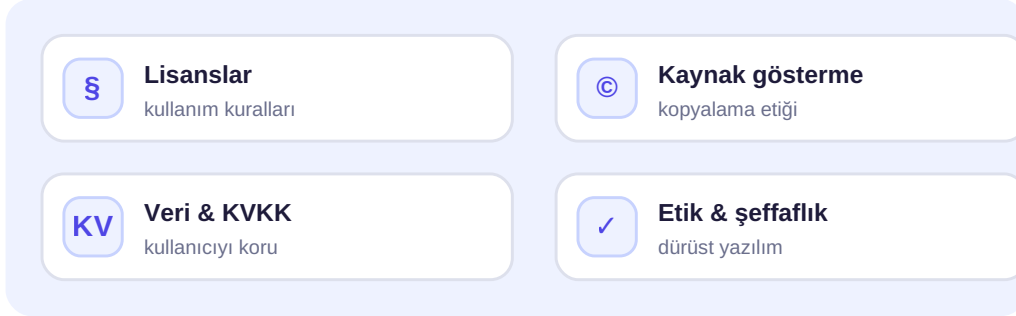 §
Lisanslar
kullanım kuralları
©
Kaynak gösterme
kopyalama etiği
KV
Veri & KVKK
kullanıcıyı koru
✓
Etik & şeffaflık
dürüst yazılım